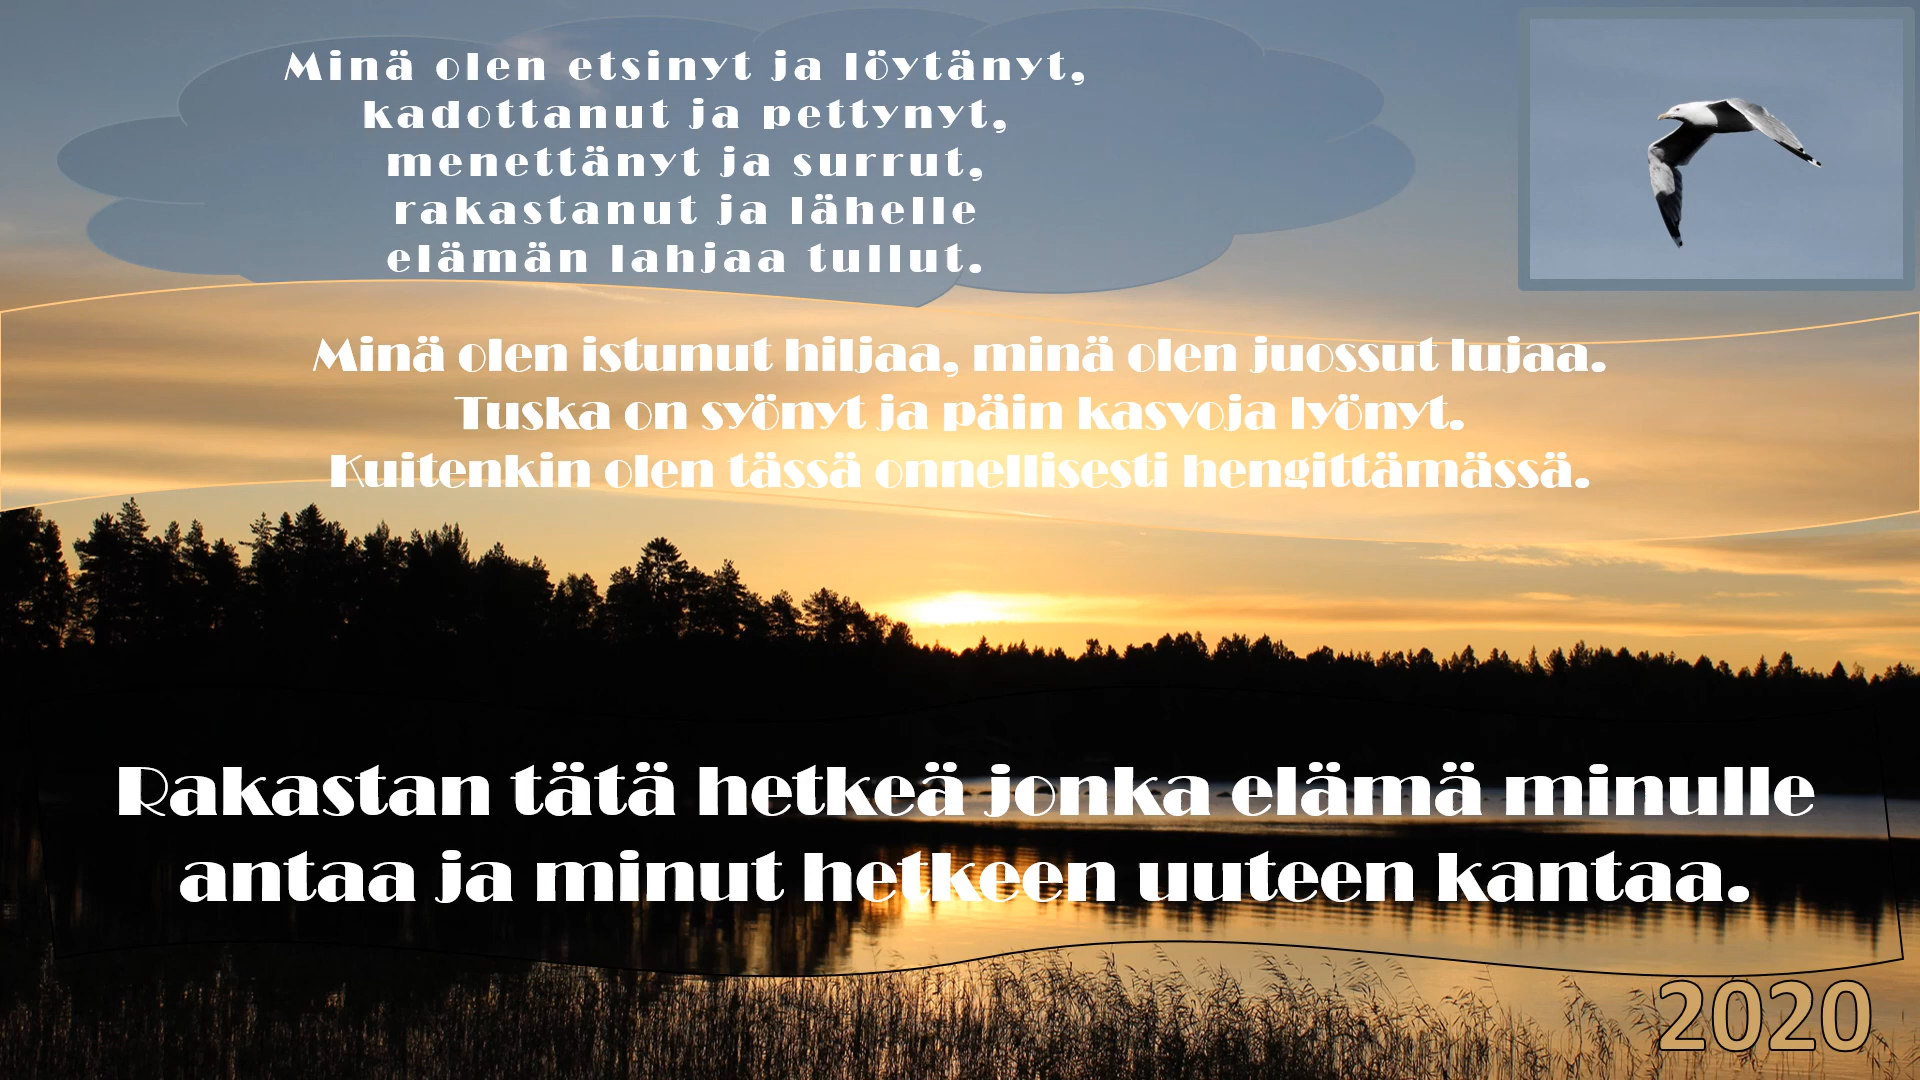 Minä olen etsinyt ja löytänyt,
kadottanut ja pettynyt,
menettänyt ja surrut,
rakastanut ja lähelle
elämän lahjaa tullut.
Minä olen istunut hiljaa, minä olen juossut lujaa.
Tuska on syönyt ja päin kasvoja lyönyt.
Kuitenkin olen tässä onnellisesti hengittämässä.
Rakastan tätä hetkeä jonka elämä minulle
antaa ja minut hetkeen uuteen kantaa.
2020